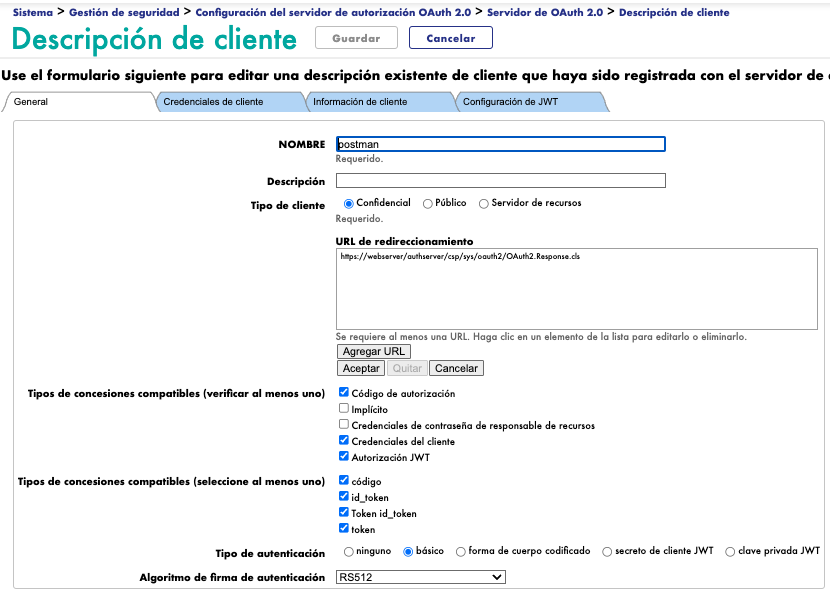 Sistema > Gestión de seguridad > Configuración del servidor de autorización OAuth 2.0 > Servidor de OAuth 2.0 > Descripción de cliente
Descripción de cliente Guardar Cancelar
Use el formulario siguiente para editar una descripción existente de cliente que haya sido registrada con el servidor de
General Credenciales de cliente Información de cliente Configuración de JWT
NOMBRE postman
Requerido.
Descripción
Tipo de cliente Confidencial Público Servidor de recursos
Requerido.
URL de redireccionamiento
https://webserver/authserver/csp/sys/oauth2/OAuth2.Response.cls
Se requiere al menos una URL. Haga clic en un elemento de la lista para editarlo o eliminarlo.
Agregar URL
Aceptar Quitar Cancelar
Tipos de concesiones compatibles (verificar al menos uno) Código de autorización
Implícito
Credenciales de contraseña de responsable de recursos
Credenciales del cliente
Autorización JWT
Tipos de concesiones compatibles (seleccione al menos uno) código
id_token
Token id_token
token
Tipo de autenticación ninguno básico forma de cuerpo codificado secreto de cliente JWT clave privada JWT
Algoritmo de firma de autenticación RS512